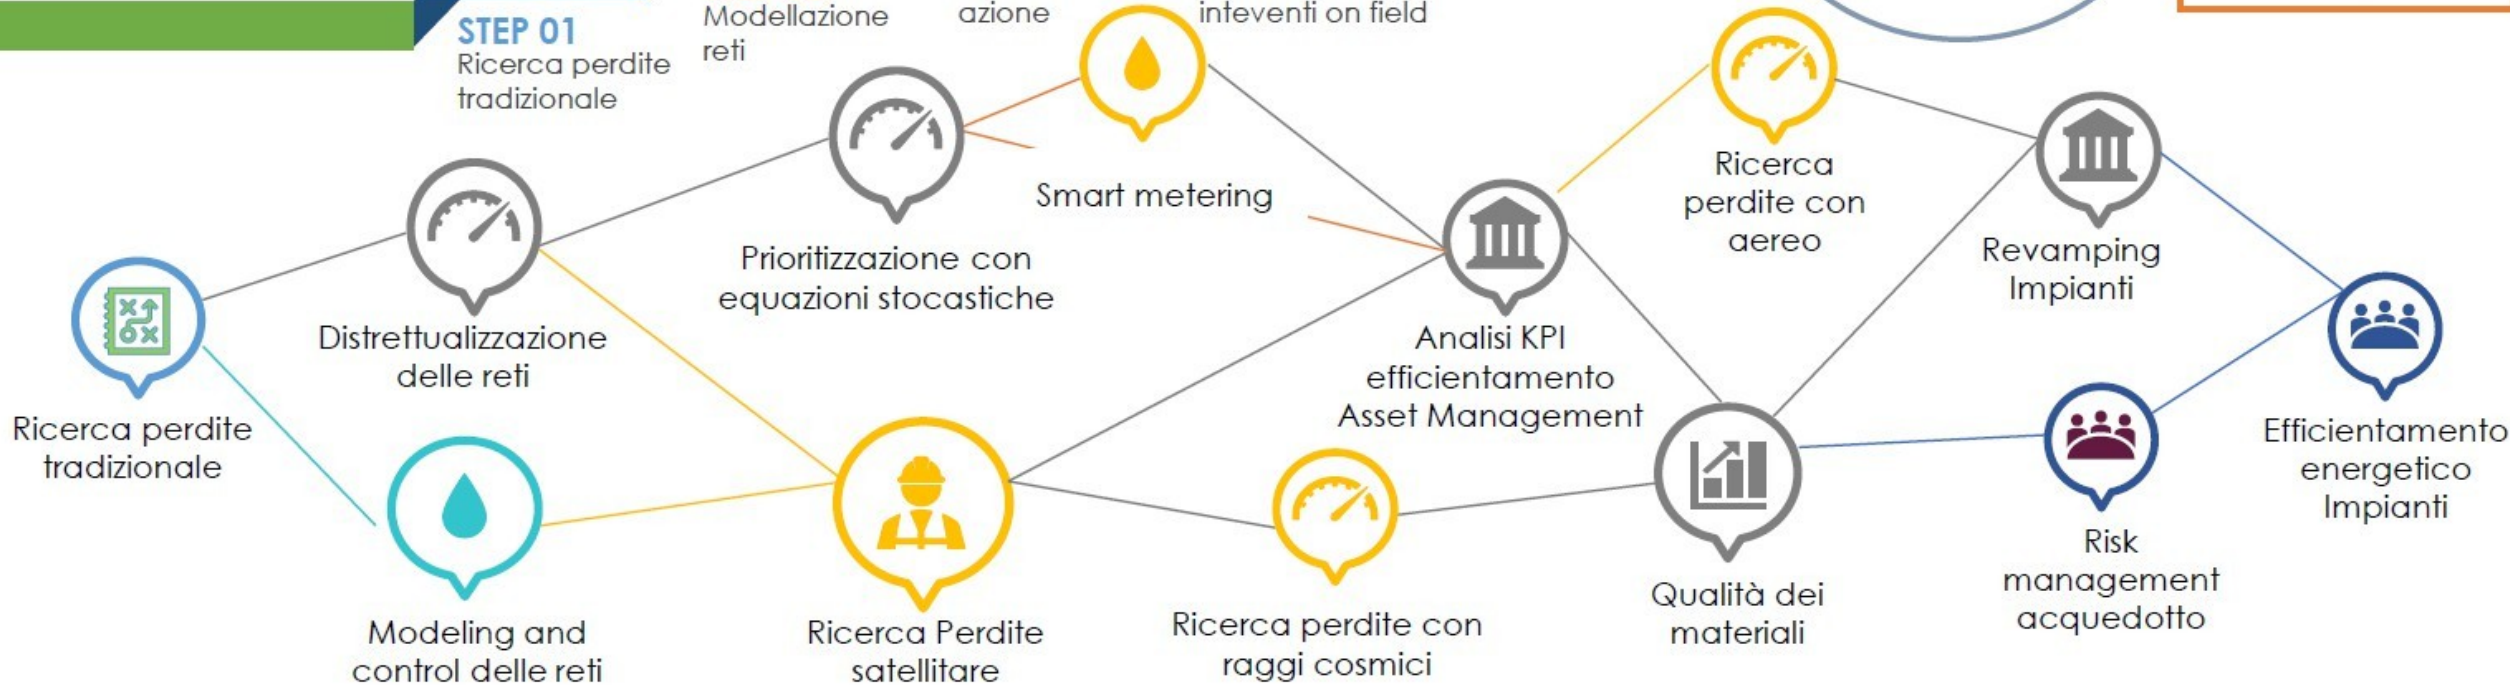 STEP 01
Ricerca perdite
tradizionale
Modellazione
reti
azione
inteventi on field
Ricerca perdite
tradizionale
Distrettualizzazione
delle reti
Modeling and
control delle reti
Prioritizzazione con
equazioni stocastiche
Ricerca Perdite
satellitare
Smart metering
Ricerca perdite con
raggi cosmici
Analisi KPI
efficientamento
Asset Management
Ricerca
perdite con
aereo
Qualità dei
materiali
Revamping
Impianti
Risk
management
acquedotto
Efficientamento
energetico
Impianti